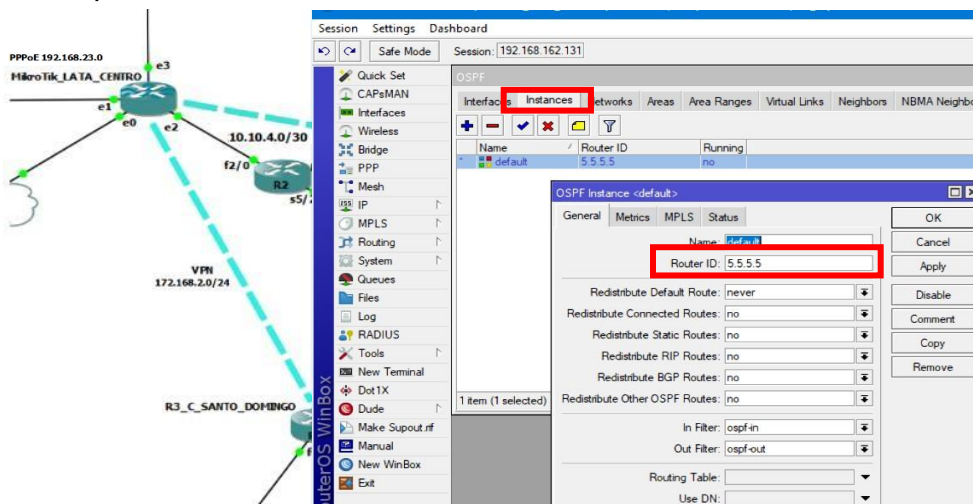 PPPoE 192.168.23.0
MikroTik_LATA_CENTRO
e3
e1
e0
e2
10.10.4.0/30
f2/0
R2
s5/
VPN
172.168.2.0/24
R3_C_SANTO_DOMINGO
Session Settings Dashboard
Safe Mode
Session: 192.168.162.131
Quick Set
CAPsMAN
Interfaces
Wireless
Bridge
PPP
Mesh
IP
MPLS
Routing
System
Queues
Files
Log
RADIUS
Tools
New Terminal
Dot1X
Dude
Make Supout.rif
Manual
New WinBox
Exit
uterOS WinBox
OSPF
Interfaces Instances Networks Areas Area Ranges Virtual Links Neighbors NBMA Neighbo
Name Router ID Running
* default 5.5.5.5 no
1 item (1 selected)
OSPF Instance <default>
General Metrics MPLS Status
Name: default
Router ID: 5.5.5.5
Redistribute Default Route: never
Redistribute Connected Routes: no
Redistribute Static Routes: no
Redistribute RIP Routes: no
Redistribute BGP Routes: no
Redistribute Other OSPF Routes: no
In Filter: ospf-in
Out Filter: ospf-out
Routing Table:
Use DN:
OK
Cancel
Apply
Disable
Comment
Copy
Remove